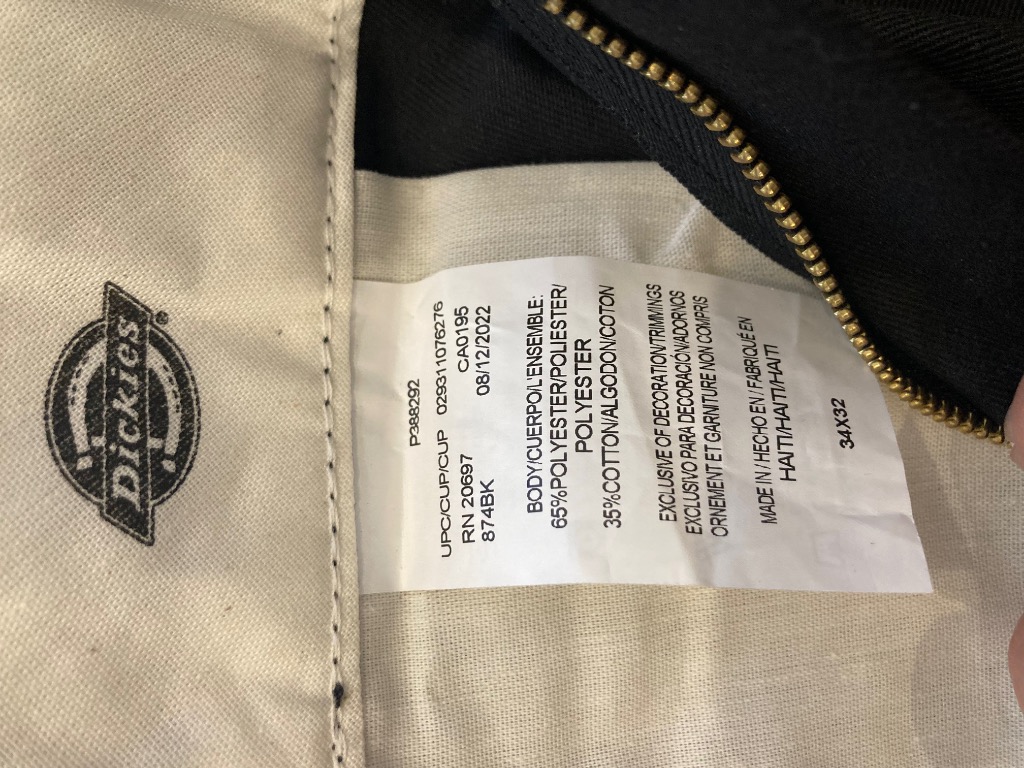 Dickies®
P388292
UPC/CUP/CUP 029311076276
RN 20697 CA0195
874BK 08/12/2022
BODY/CUERPO/L'ENSEMBLE:
65%POLYESTER/POLIESTER/
POLYESTER
35%COTTON/ALGODON/COTON
EXCLUSIVE OF DECORATION/TRIMMINGS
EXCLUSIVO PARA DECORACIÓN/ADORNOS
ORNEMENT ET GARNITURE NON COMPRIS
MADE IN / HECHO EN / FABRIQUÉ EN
HAITI/HAITI/HAITI
34X32